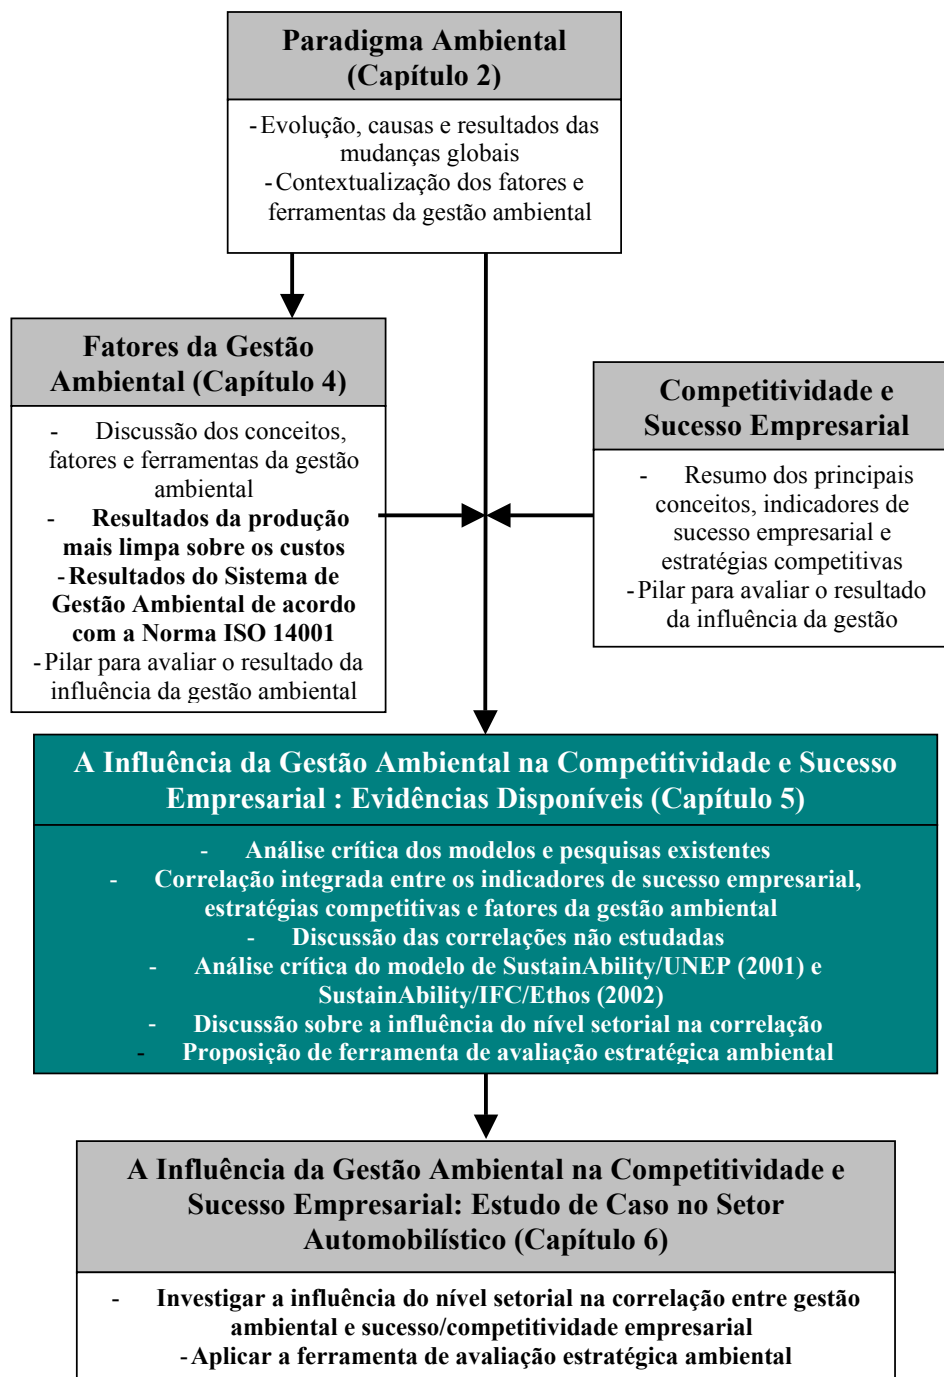 Paradigma Ambiental
(Capítulo 2)
-Evolução, causas e resultados das
mudanças globais
-Contextualização dos fatores e
ferramentas da gestão ambiental
Fatores da Gestão
Ambiental (Capítulo 4)
- Discussão dos conceitos,
fatores e ferramentas da gestão
ambiental
- Resultados da produção
mais limpa sobre os custos
-Resultados do Sistema de
Gestão Ambiental de acordo
com a Norma ISO 14001
-Pilar para avaliar o resultado da
influência da gestão ambiental
Competitividade e
Sucesso Empresarial
- Resumo dos principais
conceitos, indicadores de
sucesso empresarial e
estratégias competitivas
-Pilar para avaliar o resultado
da influência da gestão
A Influência da Gestão Ambiental na Competitividade e Sucesso
Empresarial : Evidências Disponíveis (Capítulo 5)
- Análise crítica dos modelos e pesquisas existentes
- Correlação integrada entre os indicadores de sucesso empresarial,
estratégias competitivas e fatores da gestão ambiental
- Discussão das correlações não estudadas
- Análise crítica do modelo de SustainAbility/UNEP (2001) e
SustainAbility/IFC/Ethos (2002)
- Discussão sobre a influência do nível setorial na correlação
- Proposição de ferramenta de avaliação estratégica ambiental
A Influência da Gestão Ambiental na Competitividade e
Sucesso Empresarial: Estudo de Caso no Setor
Automobilístico (Capítulo 6)
- Investigar a influência do nível setorial na correlação entre gestão
ambiental e sucesso/competitividade empresarial
-Aplicar a ferramenta de avaliação estratégica ambiental